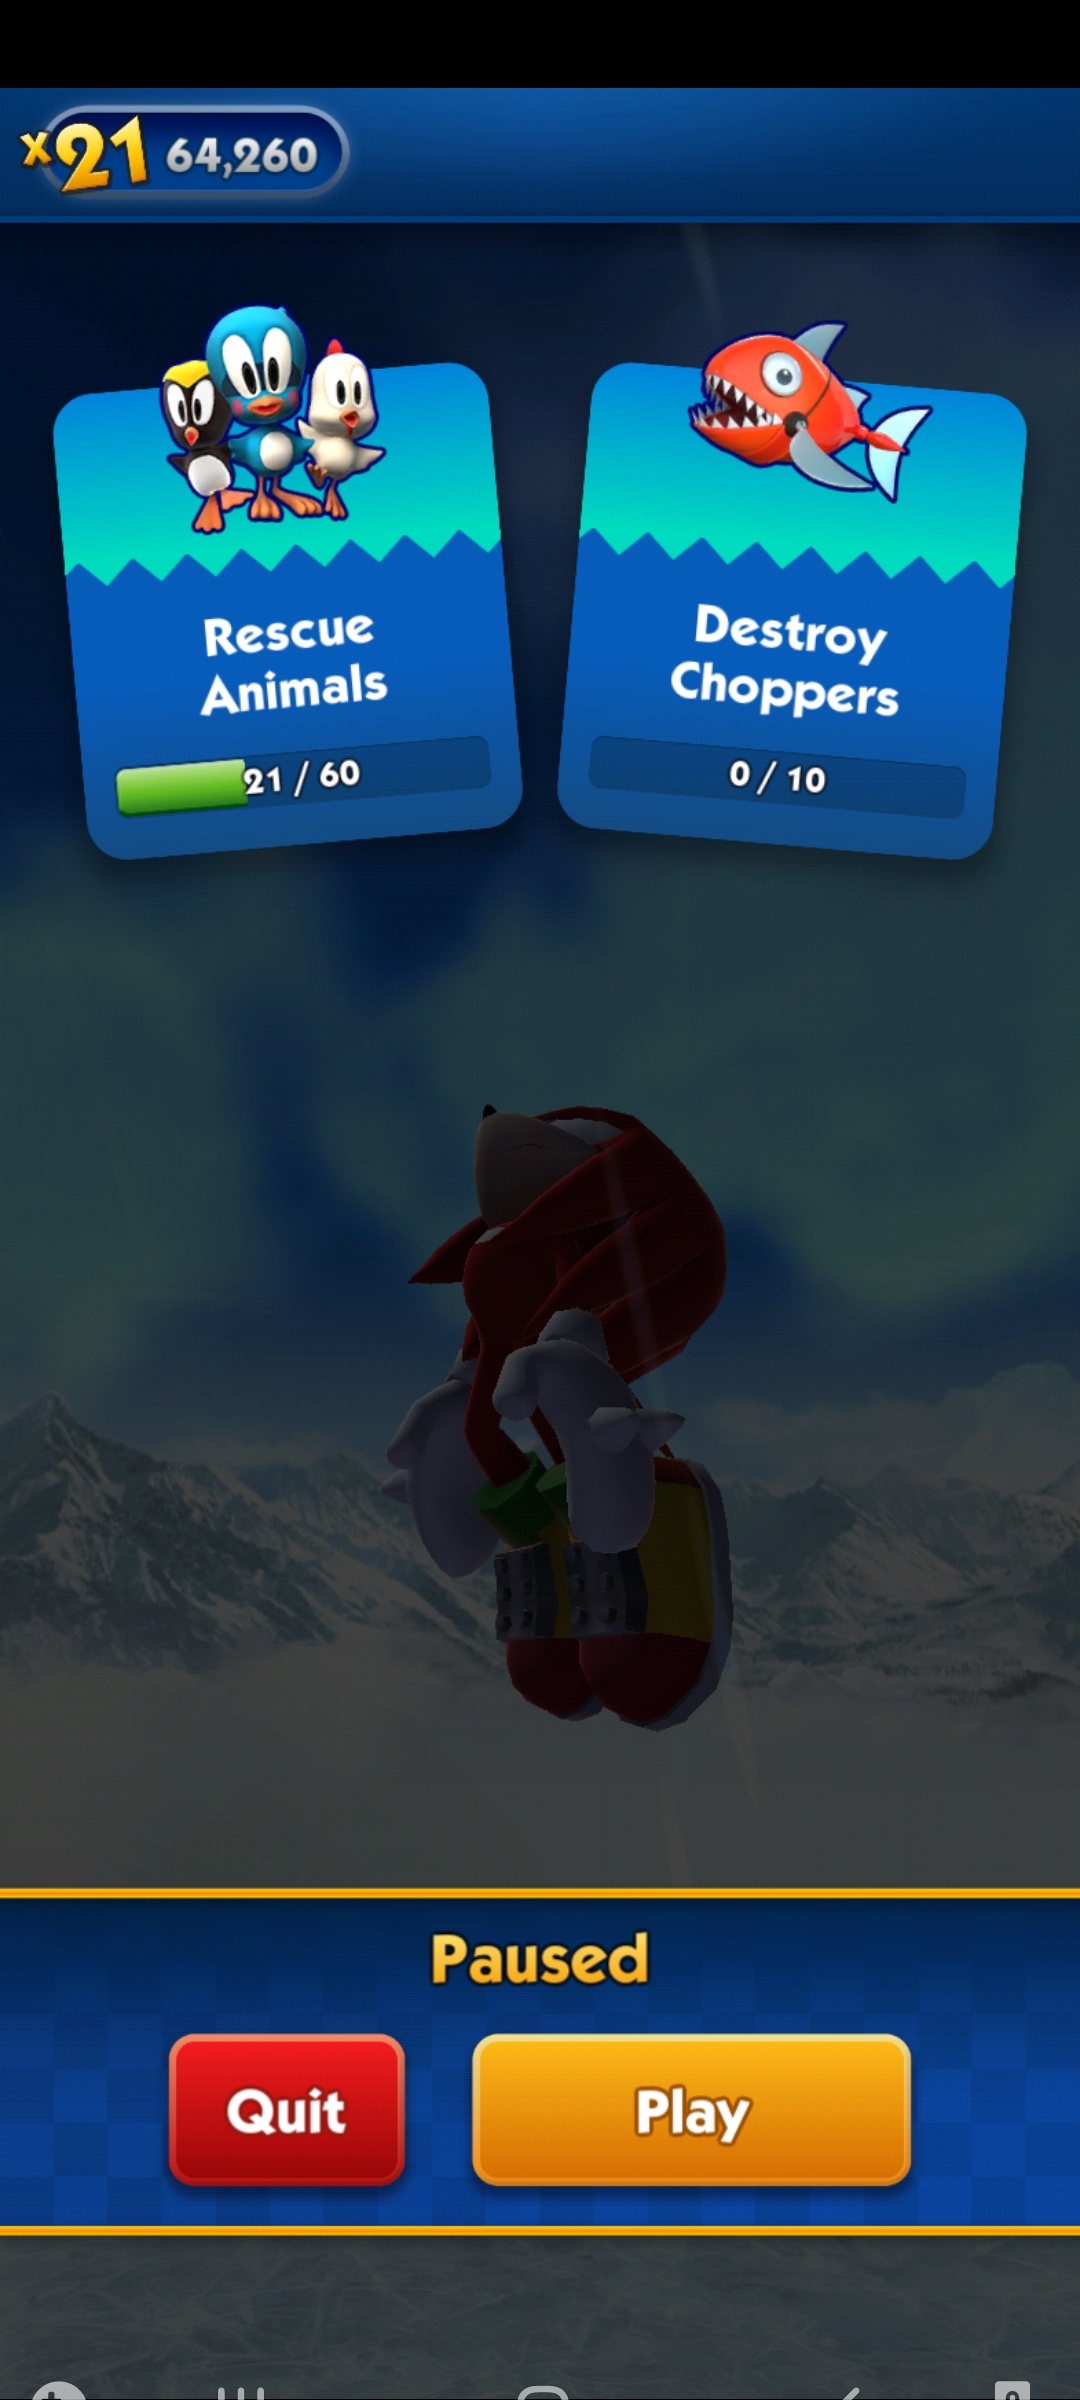 x21 64,260
Rescue
Animals
21 / 60
Destroy
Choppers
0 / 10
Paused
Quit
Play